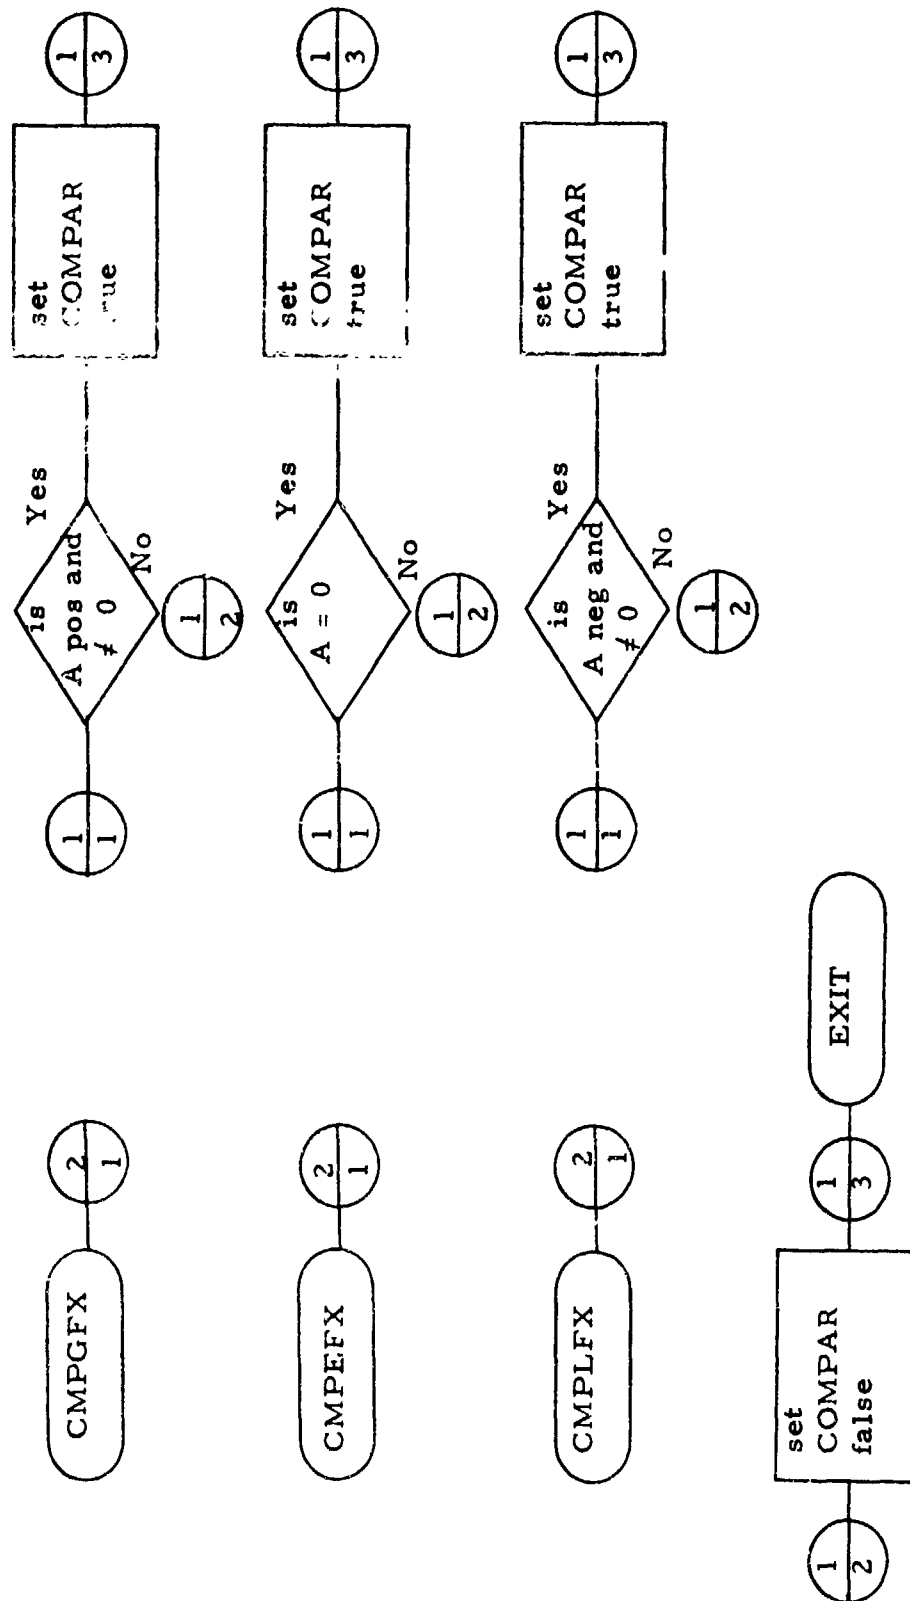 CMPGFX
2
1
1
1
is
A pos and
≠ 0
Yes
No
1
2
set
COMPAR
true
1
3
CMPEFX
2
1
1
1
is
A = 0
Yes
No
1
2
set
COMPAR
true
1
3
CMPLFX
2
1
1
1
is
A neg and
≠ 0
Yes
No
1
2
set
COMPAR
true
1
3
1
2
set
COMPAR
false
1
3
EXIT